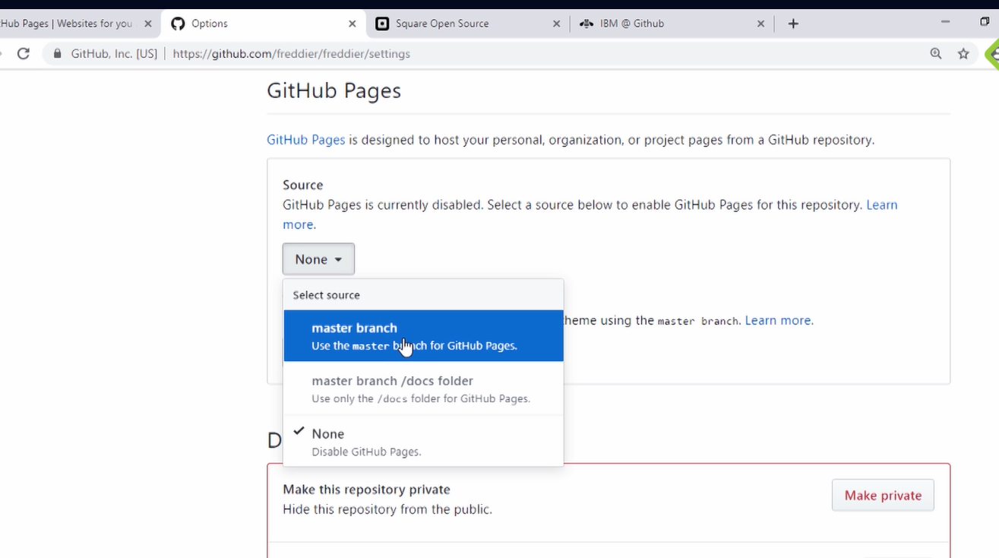 Hub Pages | Websites for you
Options
Square Open Source
IBM @ Github
GitHub, Inc. [US]
https://github.com/freddier/freddier/settings
GitHub Pages
GitHub Pages is designed to host your personal, organization, or project pages from a GitHub repository.
Source
GitHub Pages is currently disabled. Select a source below to enable GitHub Pages for this repository. Learn
more.
None
Select source
master branch
Use the master branch for GitHub Pages.
heme using the master branch. Learn more.
master branch /docs folder
Use only the /docs folder for GitHub Pages.
None
Disable GitHub Pages.
D
Make this repository private
Hide this repository from the public.
Make private